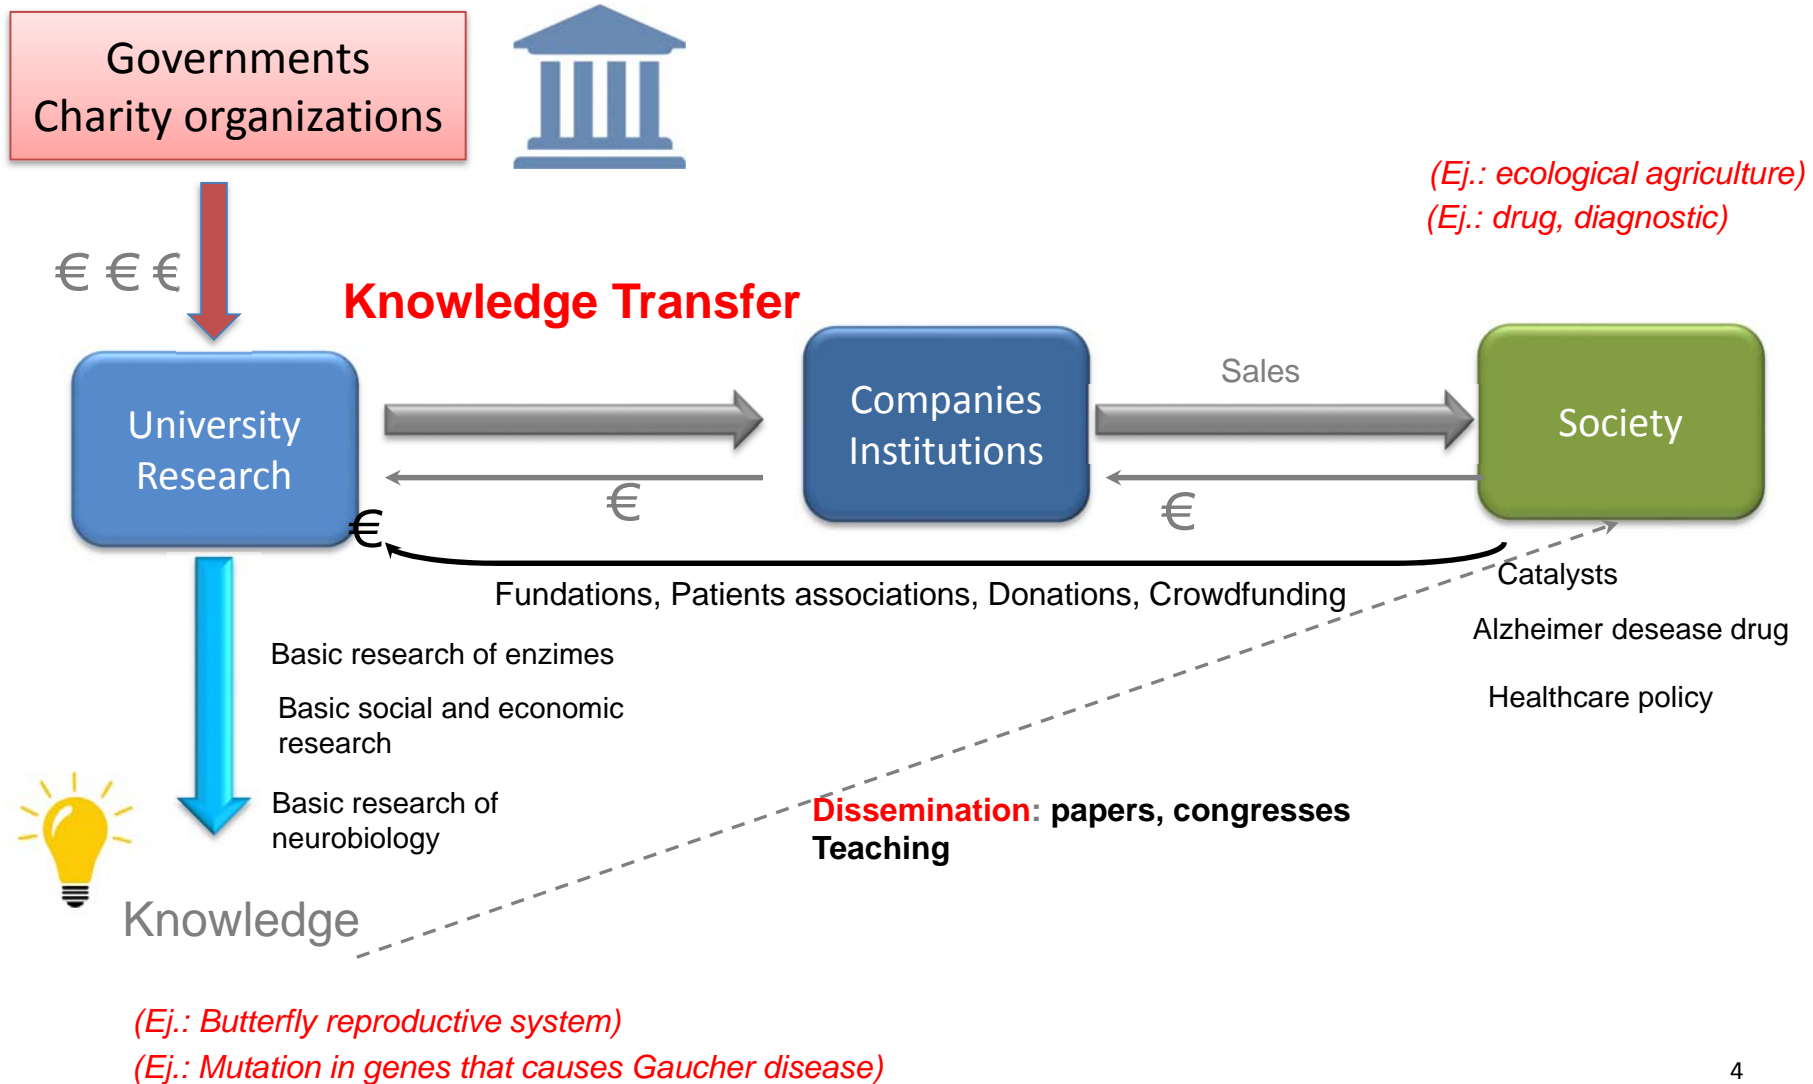 Governments
Charity organizations
(Ej.: ecological agriculture)
(Ej.: drug, diagnostic)
€ € €
Knowledge Transfer
University
Research
Companies
Institutions
Sales
Society
€
€
€
Fundations, Patients associations, Donations, Crowdfunding
Catalysts
Alzheimer desease drug
Healthcare policy
Basic research of enzimes
Basic social and economic
research
Basic research of
neurobiology
Dissemination: papers, congresses
Teaching
Knowledge
(Ej.: Butterfly reproductive system)
(Ej.: Mutation in genes that causes Gaucher disease)
4